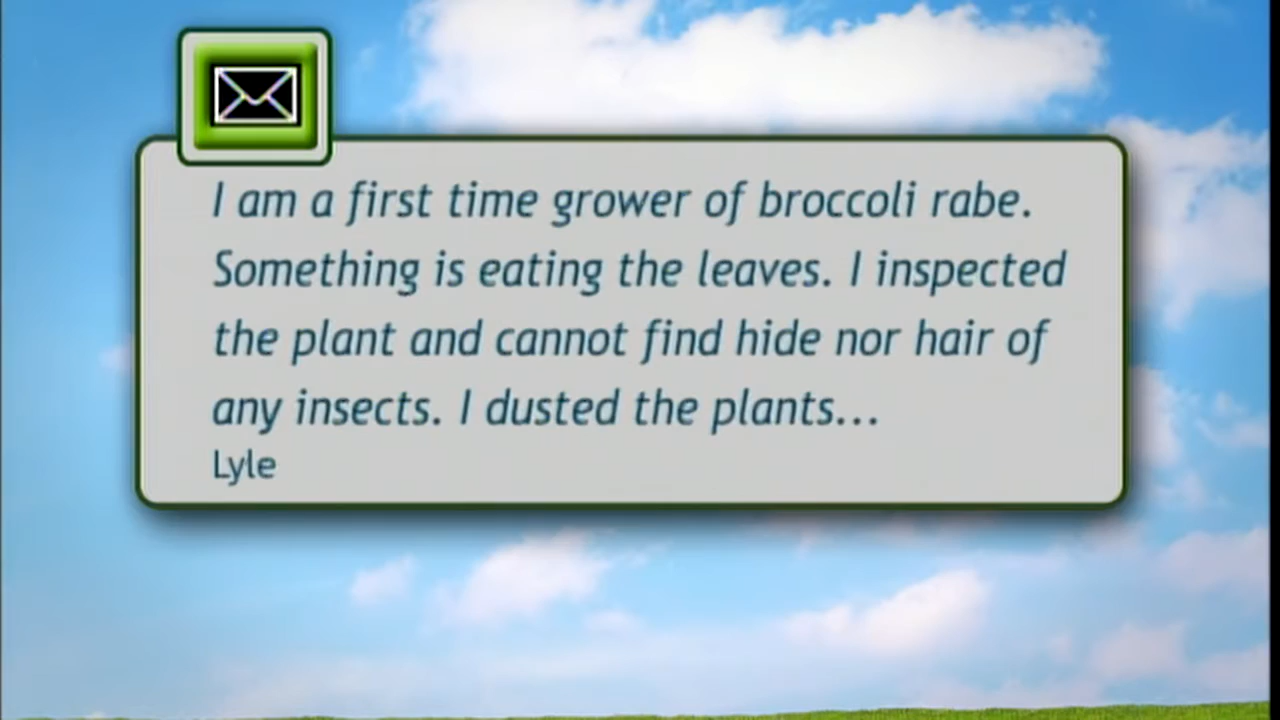 I am a first time grower of broccoli rabe.
Something is eating the leaves. I inspected
the plant and cannot find hide nor hair of
any insects. I dusted the plants...
Lyle